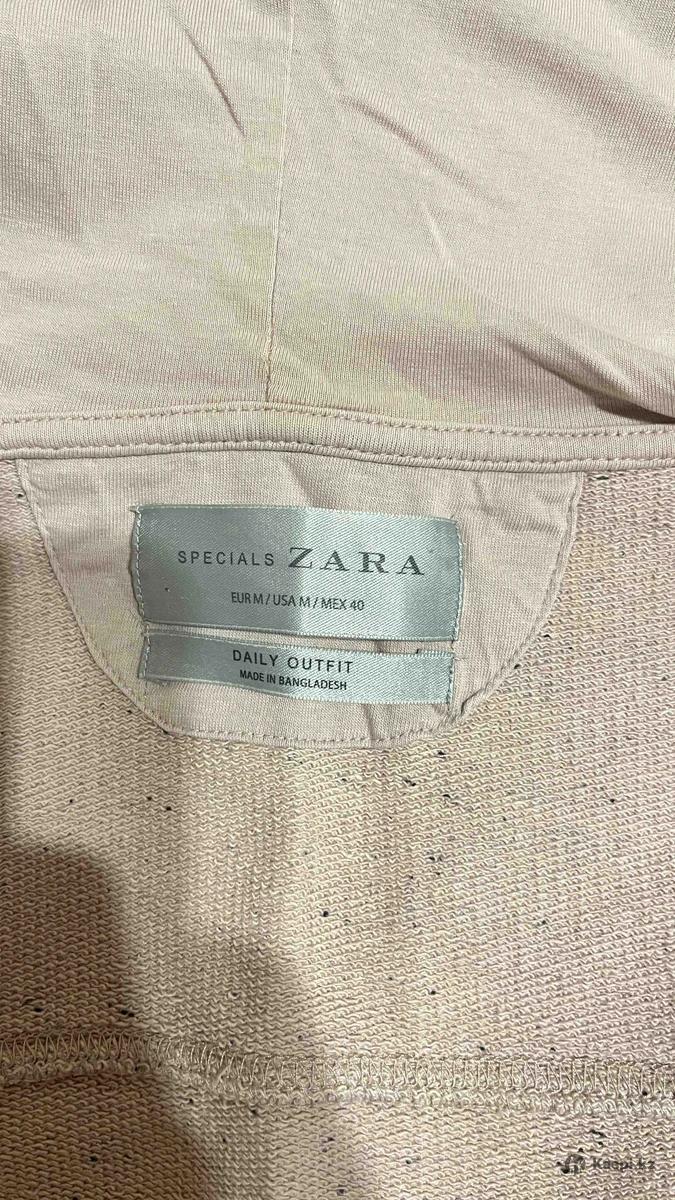 SPECIALS ZARA
EUR M / USA M / MEX 40
DAILY OUTFIT
MADE IN BANGLADESH
Kaspi.kz